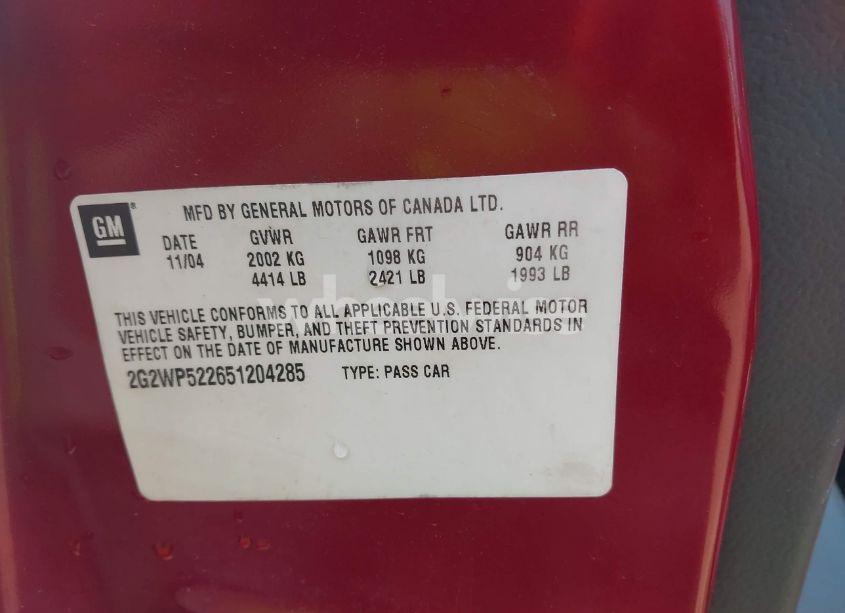 GM
MFD BY GENERAL MOTORS OF CANADA LTD.
DATE GVWR GAWR FRT GAWR RR
11/04 2002 KG 1098 KG 904 KG
4414 LB 2421 LB 1993 LB
THIS VEHICLE CONFORMS TO ALL APPLICABLE U.S. FEDERAL MOTOR
VEHICLE SAFETY, BUMPER, AND THEFT PREVENTION STANDARDS IN
EFFECT ON THE DATE OF MANUFACTURE SHOWN ABOVE.
2G2WP522651204285 TYPE: PASS CAR